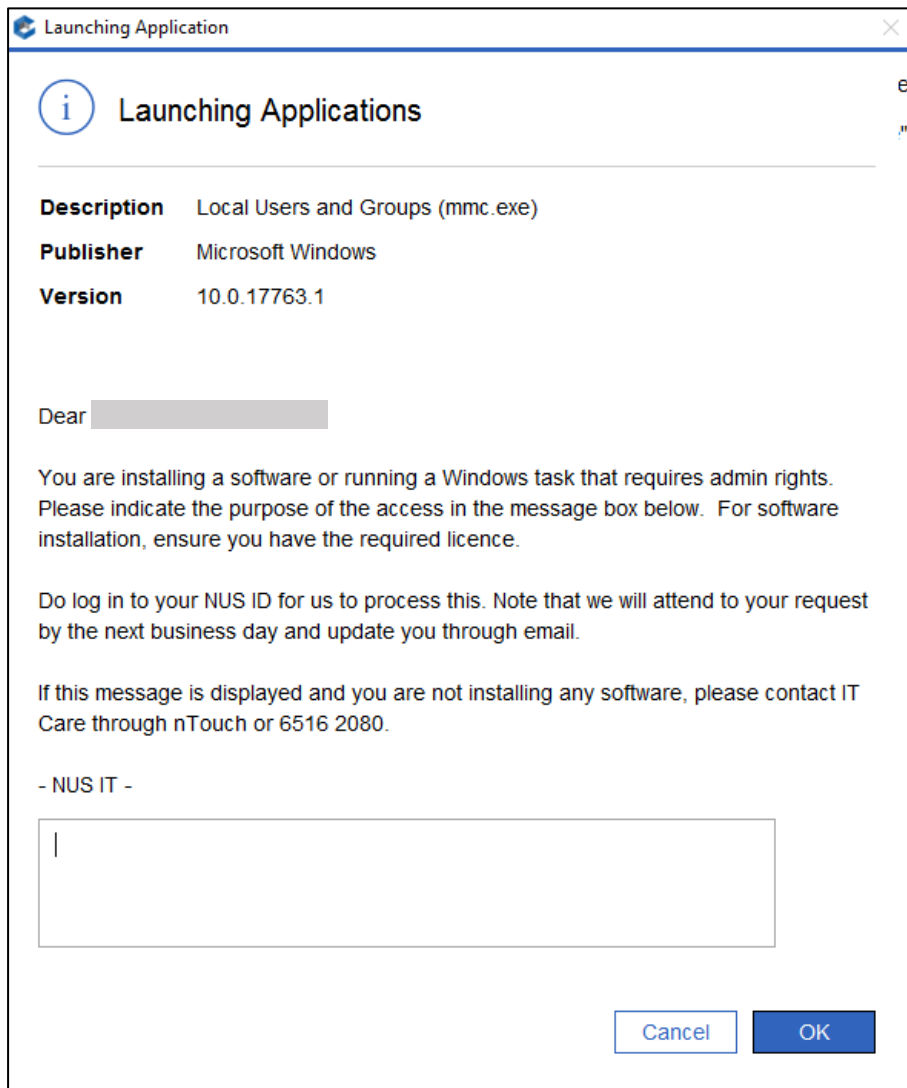 Launching Application
e
Launching Applications
"
Description Local Users and Groups (mmc.exe)
Publisher Microsoft Windows
Version 10.0.17763.1
Dear
You are installing a software or running a Windows task that requires admin rights.
Please indicate the purpose of the access in the message box below.  For software
installation, ensure you have the required licence.
Do log in to your NUS ID for us to process this. Note that we will attend to your request
by the next business day and update you through email.
If this message is displayed and you are not installing any software, please contact IT
Care through nTouch or 6516 2080.
- NUS IT -
Cancel OK